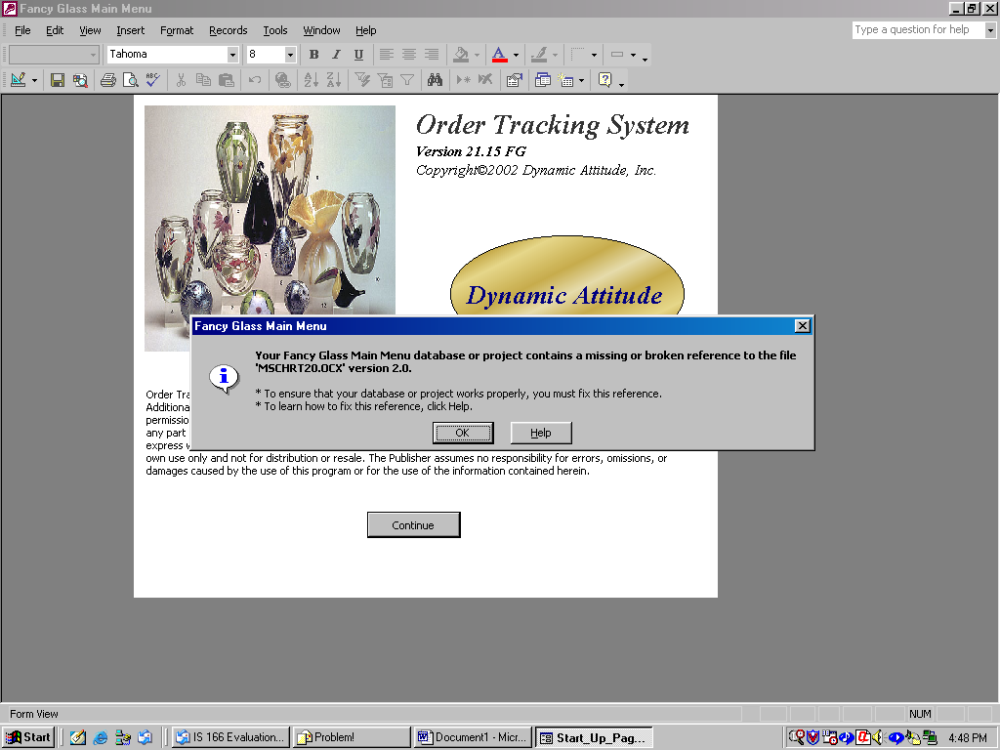 Fancy Glass Main Menu
File Edit View Insert Format Records Tools Window Help
Type a question for help
Tahoma 8 B I U
Order Tracking System
Version 21.15 FG
Copyright©2002 Dynamic Attitude, Inc.
Dynamic Attitude
Fancy Glass Main Menu
Your Fancy Glass Main Menu database or project contains a missing or broken reference to the file
'MSCHRT20.OCX' version 2.0.
* To ensure that your database or project works properly, you must fix this reference.
* To learn how to fix this reference, click Help.
OK Help
Order Tra
Additiona
permissio
any part
express w
own use only and not for distribution or resale. The Publisher assumes no responsibility for errors, omissions, or
damages caused by the use of this program or for the use of the information contained herein.
Continue
Form View
NUM
Start
IS 166 Evaluation...
Problem!
Document1 - Micr...
Start_Up_Pag...
4:48 PM